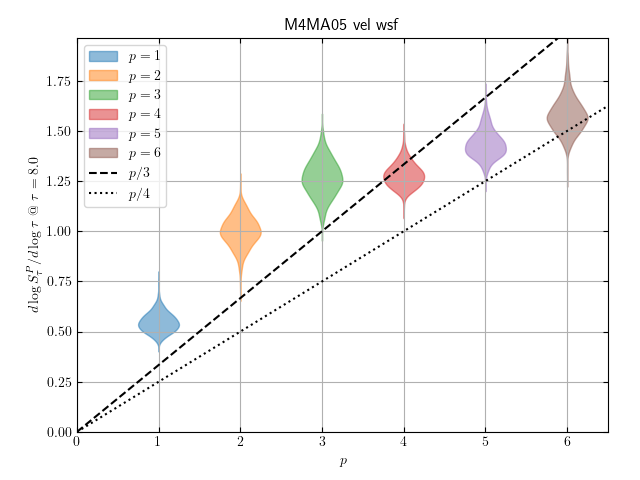 M4MA05 vel wsf
p = 1
p = 2
p = 3
p = 4
p = 5
p = 6
p/3
p/4
d log S_τ^p / d log τ @ τ = 8.0
1.75
1.50
1.25
1.00
0.75
0.50
0.25
0.00
0 1 2 3 4 5 6
p